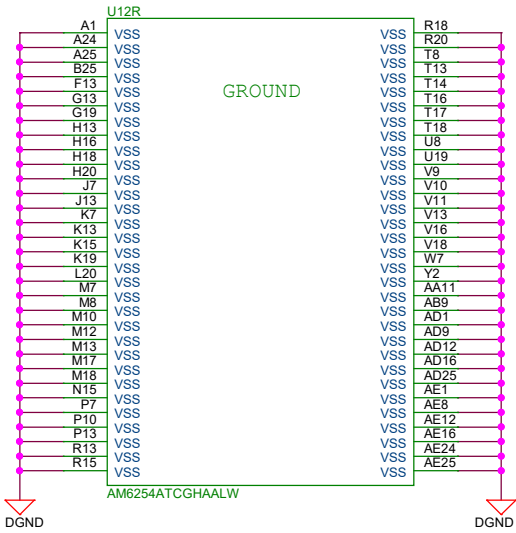 U12R
A1 VSS VSS R18
A24 VSS VSS R20
A25 VSS VSS T8
B25 VSS VSS T13
F13 VSS GROUND VSS T14
G13 VSS VSS T16
G19 VSS VSS T17
H13 VSS VSS T18
H16 VSS VSS U8
H18 VSS VSS U19
H20 VSS VSS V9
J7 VSS VSS V10
J13 VSS VSS V11
K7 VSS VSS V13
K13 VSS VSS V16
K15 VSS VSS V18
K19 VSS VSS W7
L20 VSS VSS Y2
M7 VSS VSS AA11
M8 VSS VSS AB9
M10 VSS VSS AD1
M12 VSS VSS AD9
M13 VSS VSS AD12
M17 VSS VSS AD16
M18 VSS VSS AD25
N15 VSS VSS AE1
P7 VSS VSS AE8
P10 VSS VSS AE12
P13 VSS VSS AE16
R13 VSS VSS AE24
R15 VSS VSS AE25
AM6254ATCGHAALW
DGND DGND